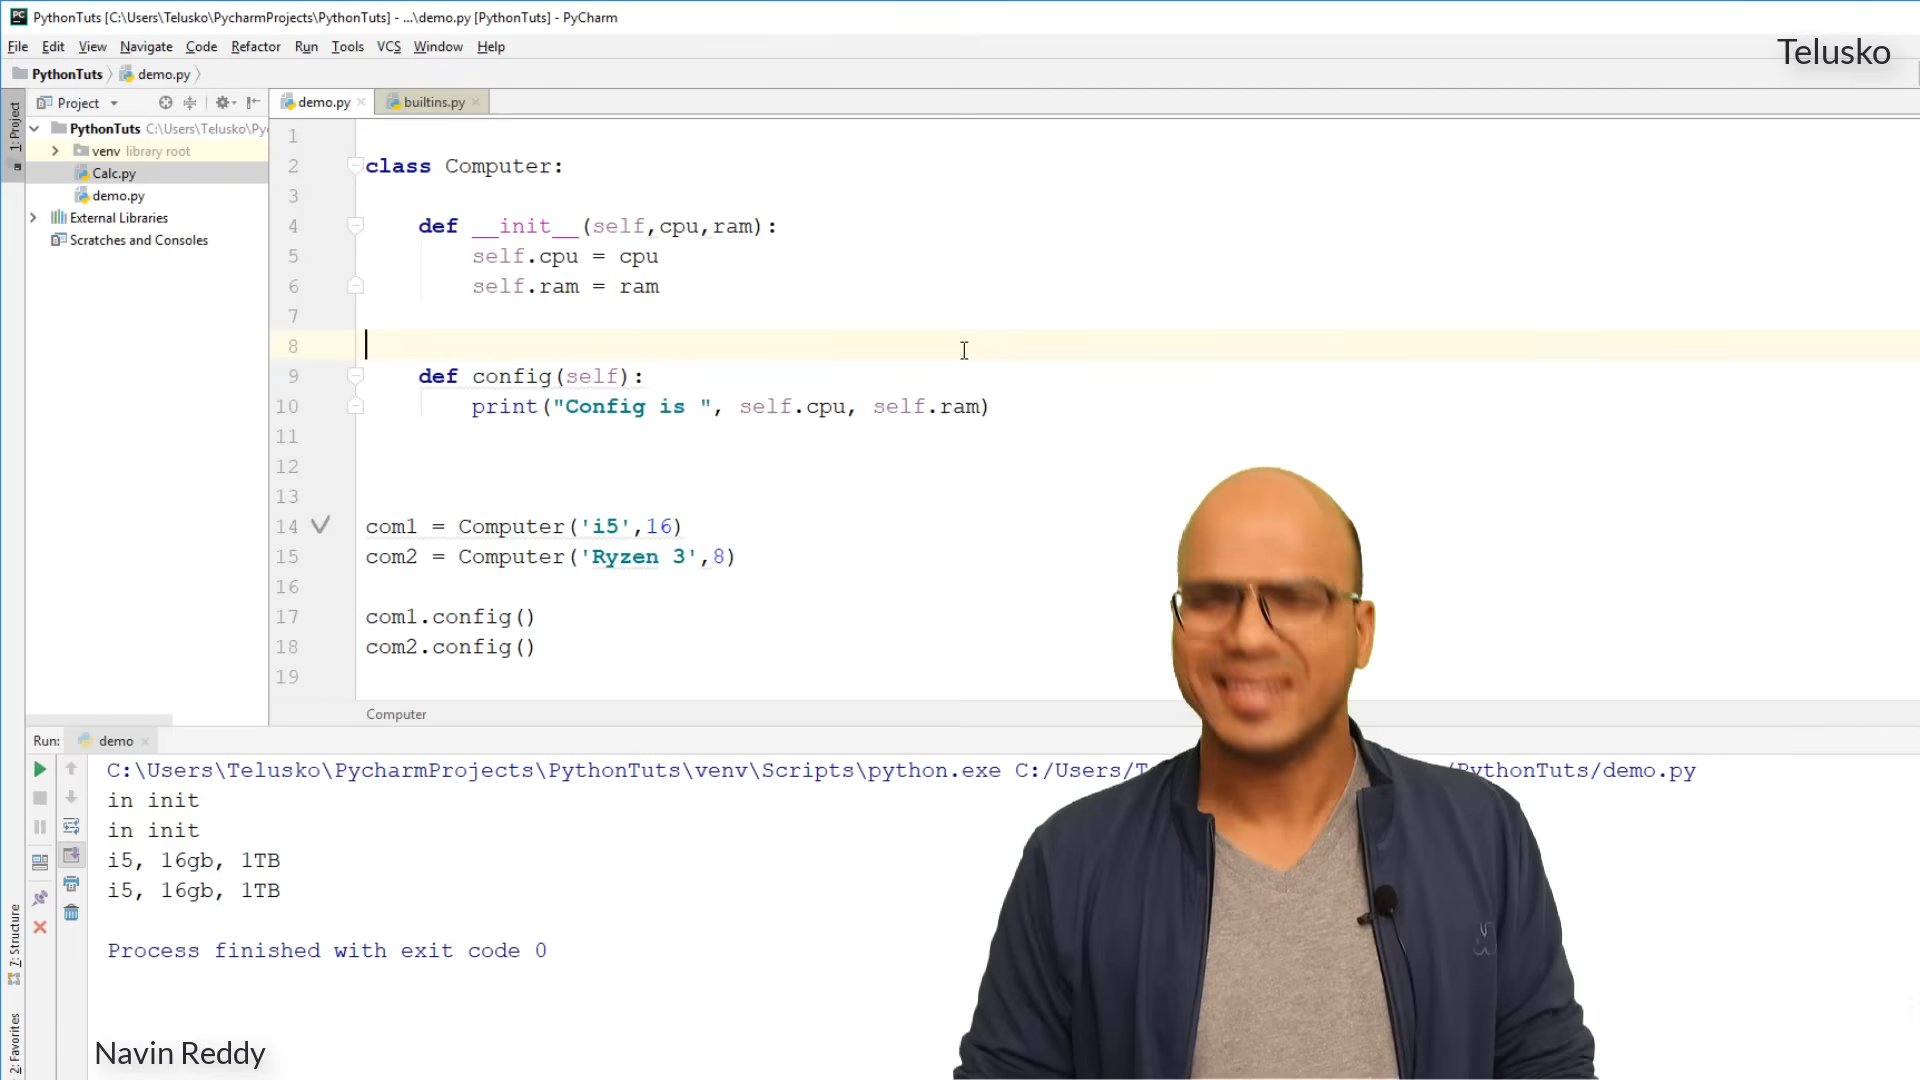 PythonTuts [C:\Users\Telusko\PycharmProjects\PythonTuts] - ...\demo.py [PythonTuts] - PyCharm
File Edit View Navigate Code Refactor Run Tools VCS Window Help
Telusko
PythonTuts demo.py
1: Project
Project
demo.py
builtins.py
PythonTuts C:\Users\Telusko\Py
venv library root
Calc.py
demo.py
External Libraries
Scratches and Consoles
1
2 class Computer:
3
4 def __init__(self,cpu,ram):
5 self.cpu = cpu
6 self.ram = ram
7
8
9 def config(self):
10 print("Config is ", self.cpu, self.ram)
11
12
13
14 com1 = Computer('i5',16)
15 com2 = Computer('Ryzen 3',8)
16
17 com1.config()
18 com2.config()
19
Computer
Run: demo
C:\Users\Telusko\PycharmProjects\PythonTuts\venv\Scripts\python.exe C:/Users/T /PythonTuts/demo.py
in init
in init
i5, 16gb, 1TB
i5, 16gb, 1TB
Process finished with exit code 0
7: Structure
2: Favorites
Navin Reddy